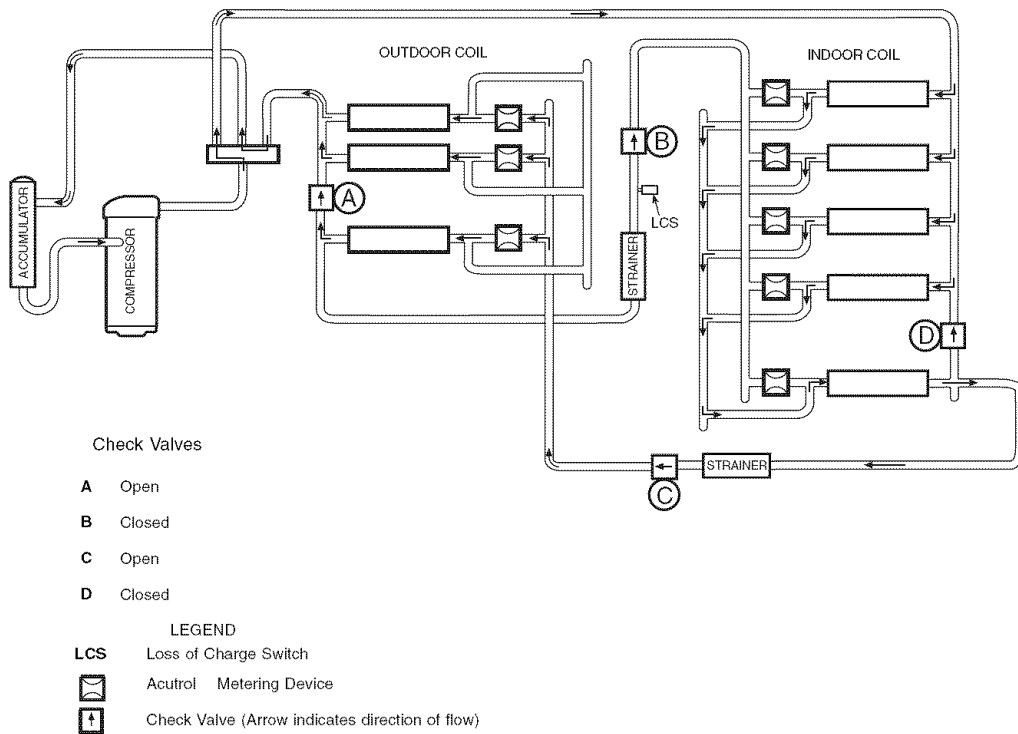 OUTDOOR COIL
INDOOR COIL
B
A
LCS
ACCUMULATOR
COMPRESSOR
STRAINER
D
STRAINER
C
Check Valves
A Open
B Closed
C Open
D Closed
LEGEND
LCS Loss of Charge Switch
Acutrol Metering Device
Check Valve (Arrow indicates direction of flow)